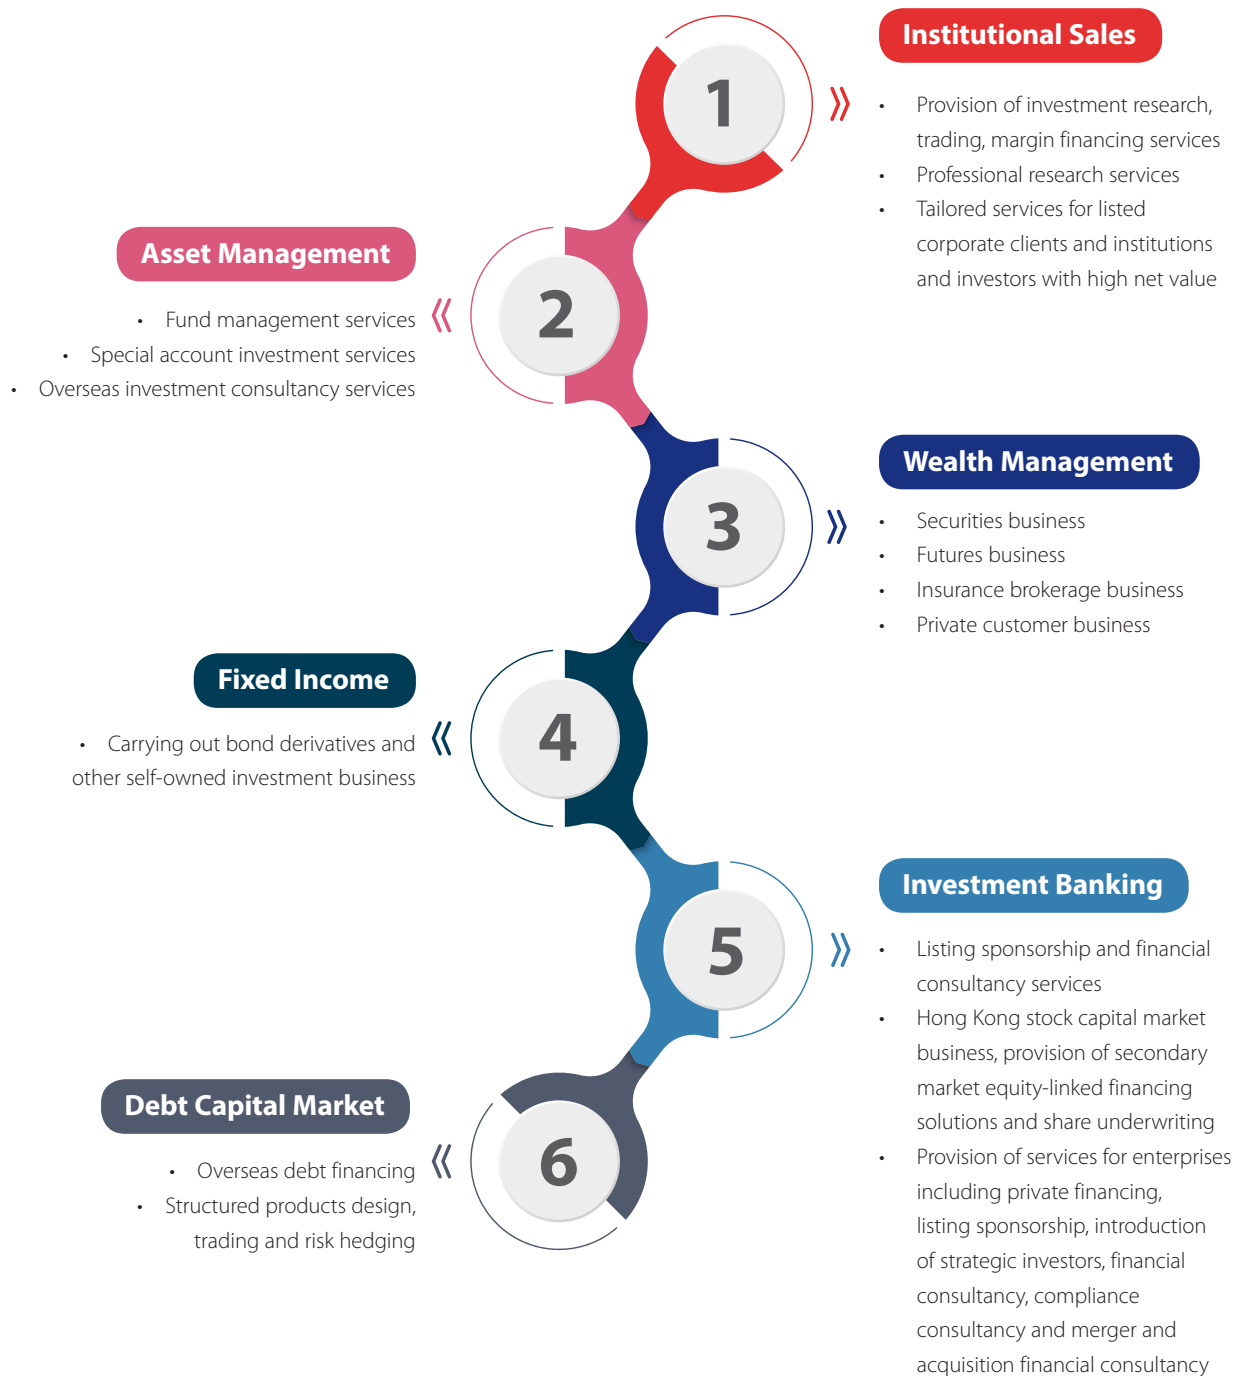 1
Institutional Sales
• Provision of investment research,
trading, margin financing services
• Professional research services
• Tailored services for listed
corporate clients and institutions
and investors with high net value
2
Asset Management
• Fund management services
• Special account investment services
• Overseas investment consultancy services
3
Wealth Management
• Securities business
• Futures business
• Insurance brokerage business
• Private customer business
4
Fixed Income
• Carrying out bond derivatives and
other self-owned investment business
5
Investment Banking
• Listing sponsorship and financial
consultancy services
• Hong Kong stock capital market
business, provision of secondary
market equity-linked financing
solutions and share underwriting
• Provision of services for enterprises
including private financing,
listing sponsorship, introduction
of strategic investors, financial
consultancy, compliance
consultancy and merger and
acquisition financial consultancy
6
Debt Capital Market
• Overseas debt financing
• Structured products design,
trading and risk hedging